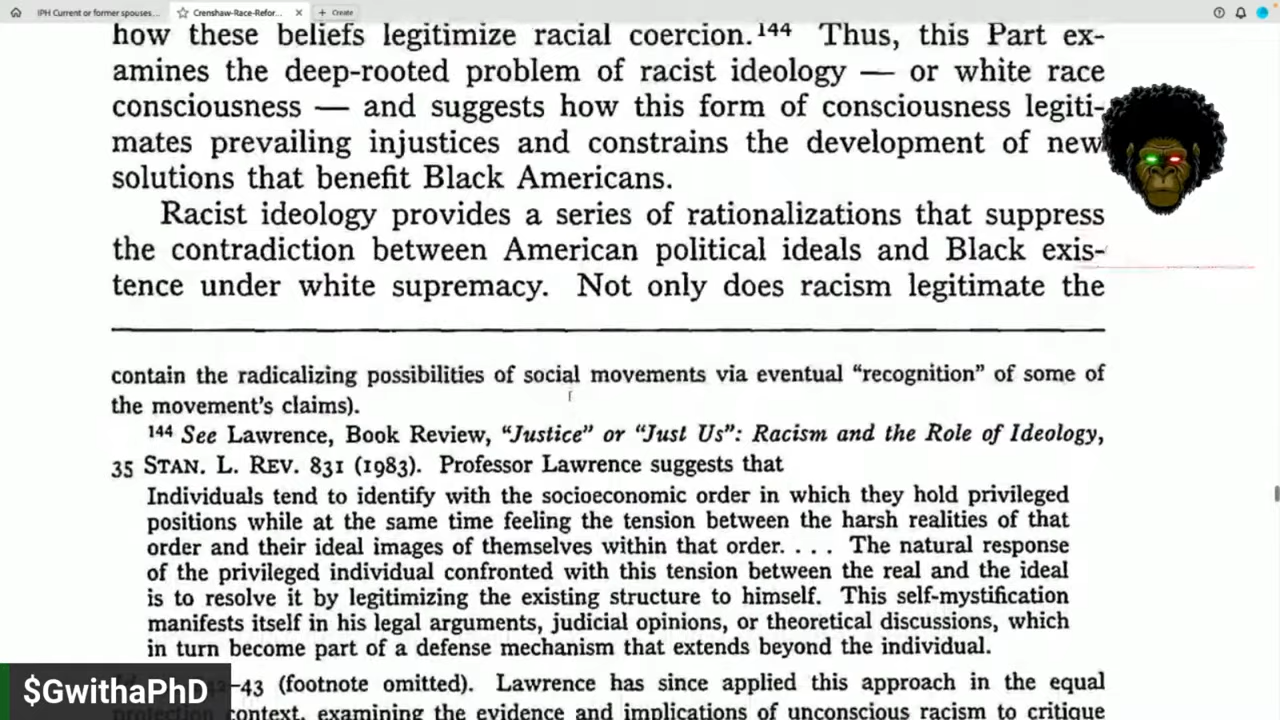 IPH Current or former spouses...
Crenshaw-Race-Refor...
Create
how these beliefs legitimize racial coercion.144 Thus, this Part ex-
amines the deep-rooted problem of racist ideology — or white race
consciousness — and suggests how this form of consciousness legiti-
mates prevailing injustices and constrains the development of new
solutions that benefit Black Americans.
Racist ideology provides a series of rationalizations that suppress
the contradiction between American political ideals and Black exis-
tence under white supremacy. Not only does racism legitimate the
contain the radicalizing possibilities of social movements via eventual “recognition” of some of
the movement’s claims).
144 See Lawrence, Book Review, “Justice” or “Just Us”: Racism and the Role of Ideology,
35 STAN. L. REV. 831 (1983). Professor Lawrence suggests that
Individuals tend to identify with the socioeconomic order in which they hold privileged
positions while at the same time feeling the tension between the harsh realities of that
order and their ideal images of themselves within that order. . . . The natural response
of the privileged individual confronted with this tension between the real and the ideal
is to resolve it by legitimizing the existing structure to himself. This self-mystification
manifests itself in his legal arguments, judicial opinions, or theoretical discussions, which
in turn become part of a defense mechanism that extends beyond the individual.
–43 (footnote omitted). Lawrence has since applied this approach in the equal
context, examining the evidence and implications of unconscious racism to critique
$GwithaPhD